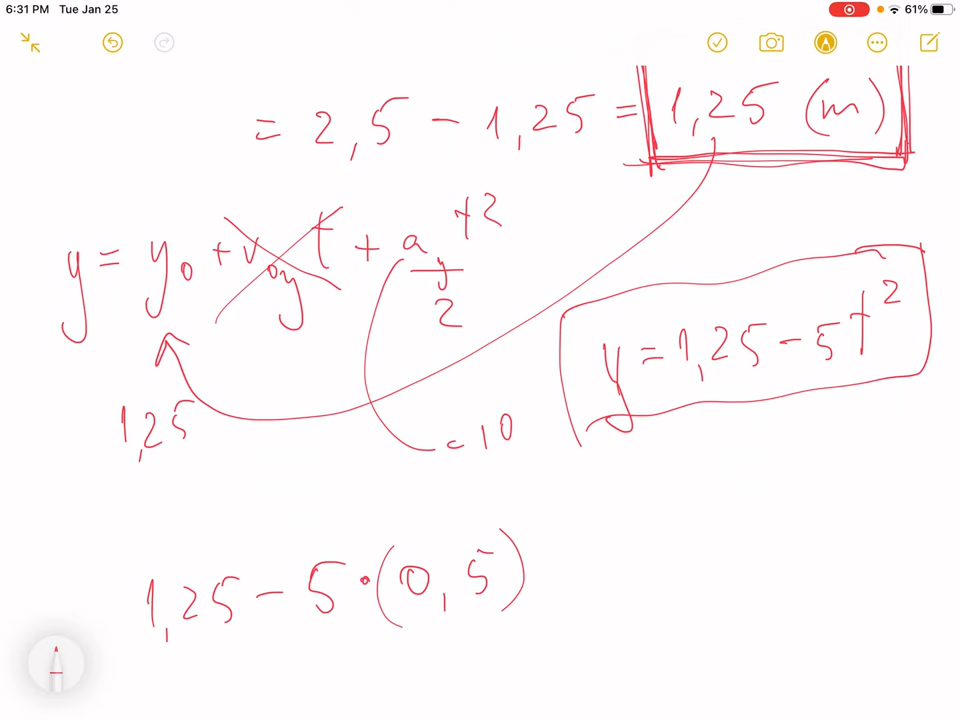 6:31 PM Tue Jan 25 61%
= 2,5 - 1,25 = 1,25 (m)
y = y₀ + v₀y t + a_y/2 t²
y = 1,25 - 5t²
1,25
-10
1,25 - 5 · (0,5)